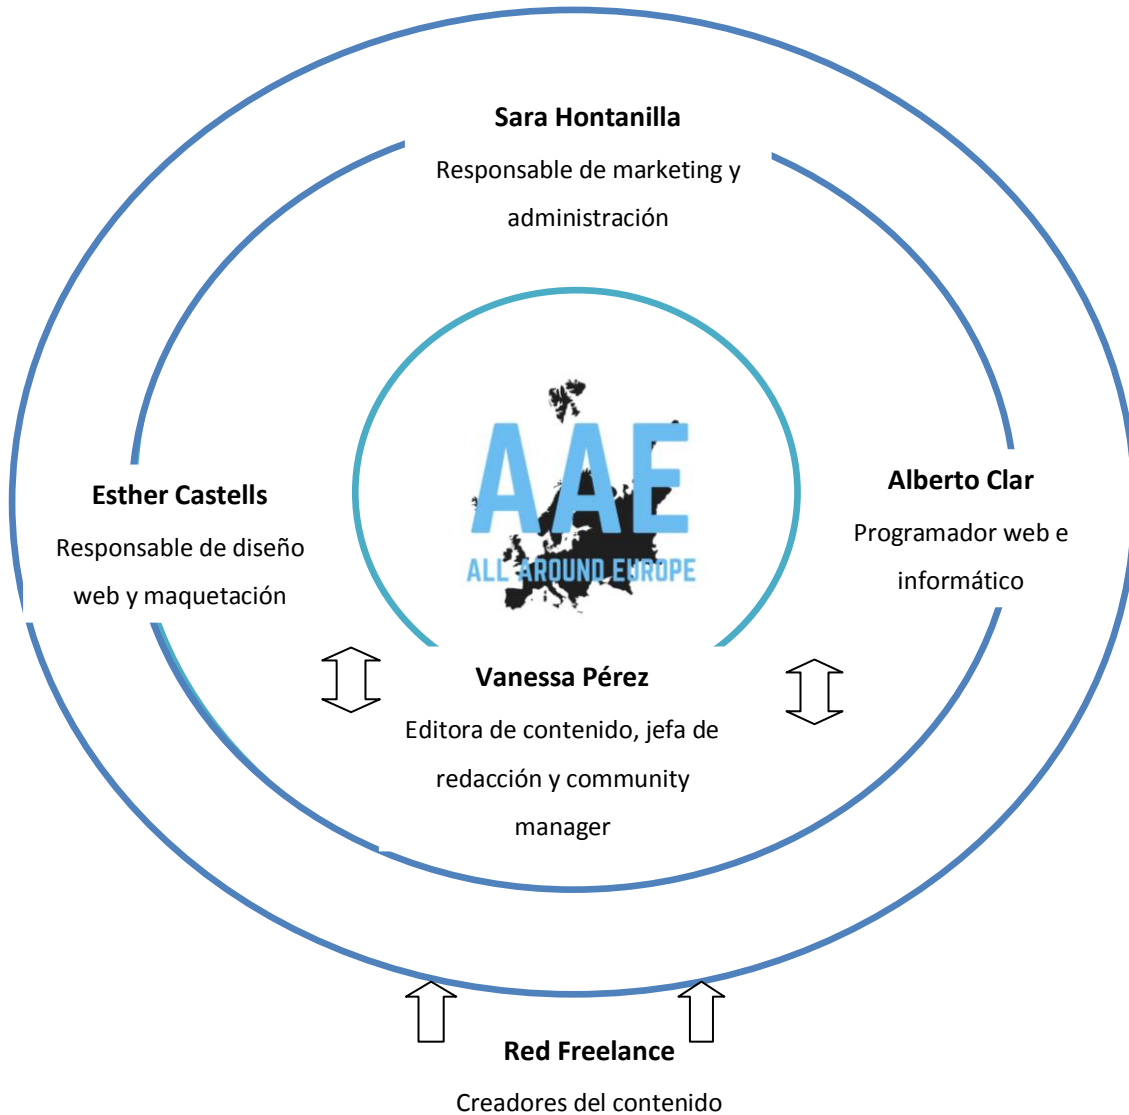 Sara Hontanilla
Responsable de marketing y
administración
AAE
ALL AROUND EUROPE
Esther Castells
Responsable de diseño
web y maquetación
Alberto Clar
Programador web e
informático
Vanessa Pérez
Editora de contenido, jefa de
redacción y community
manager
Red Freelance
Creadores del contenido